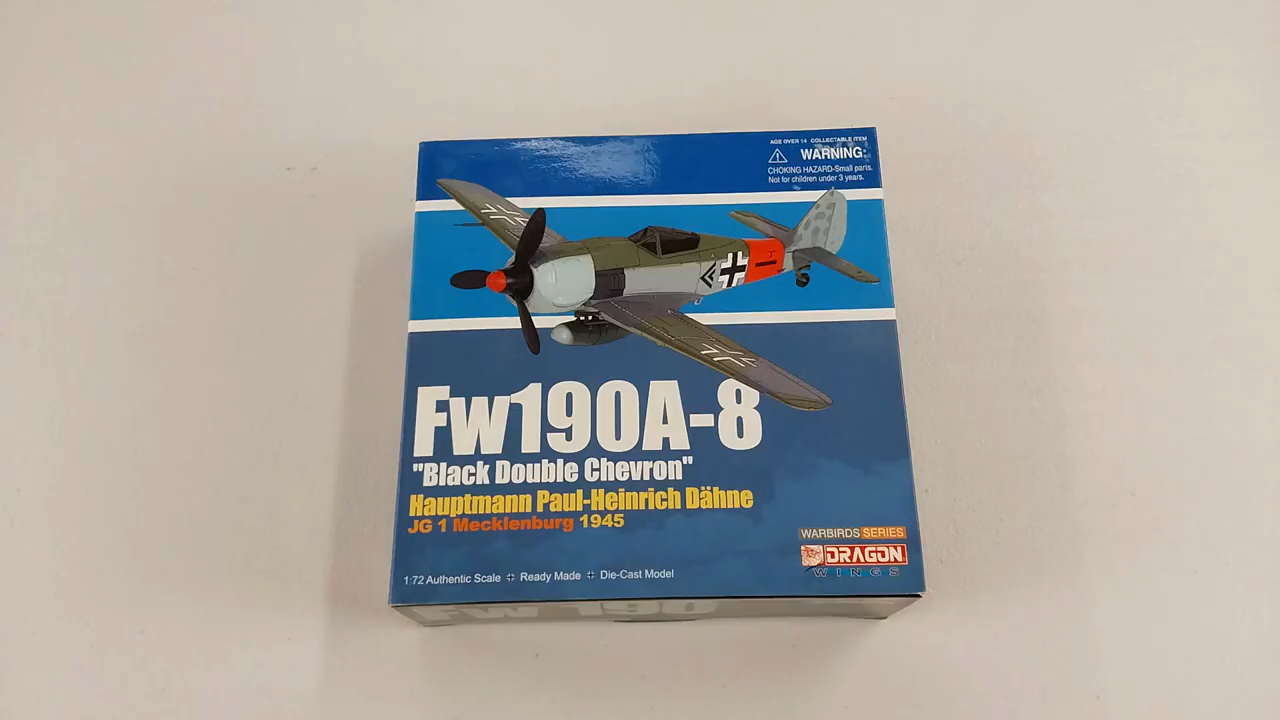 AGE OVER 14 COLLECTABLE ITEM
WARNING:
CHOKING HAZARD-Small parts.
Not for children under 3 years.
Fw190A-8
"Black Double Chevron"
Hauptmann Paul-Heinrich Dähne
JG 1 Mecklenburg 1945
WARBIRDS SERIES
DRAGON
WINGS
1:72 Authentic Scale Ready Made Die-Cast Model
FW 190